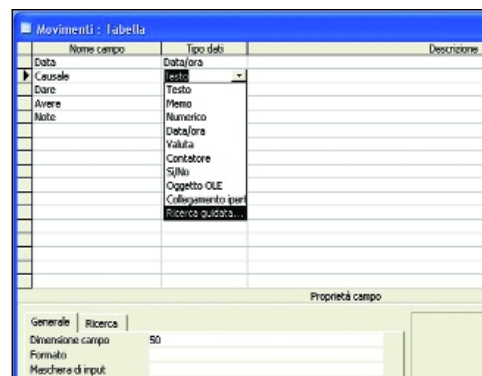 Movimenti : Tabella
Nome campo Tipo dati Descrizione
Data Data/ora
Causale Testo
Dare Testo
Avere Memo
Note Numerico
Data/ora
Valuta
Contatore
Sì/No
Oggetto OLE
Collegamento ipert
Ricerca guidata...
Proprietà campo
Generale Ricerca
Dimensione campo 50
Formato
Maschera di input